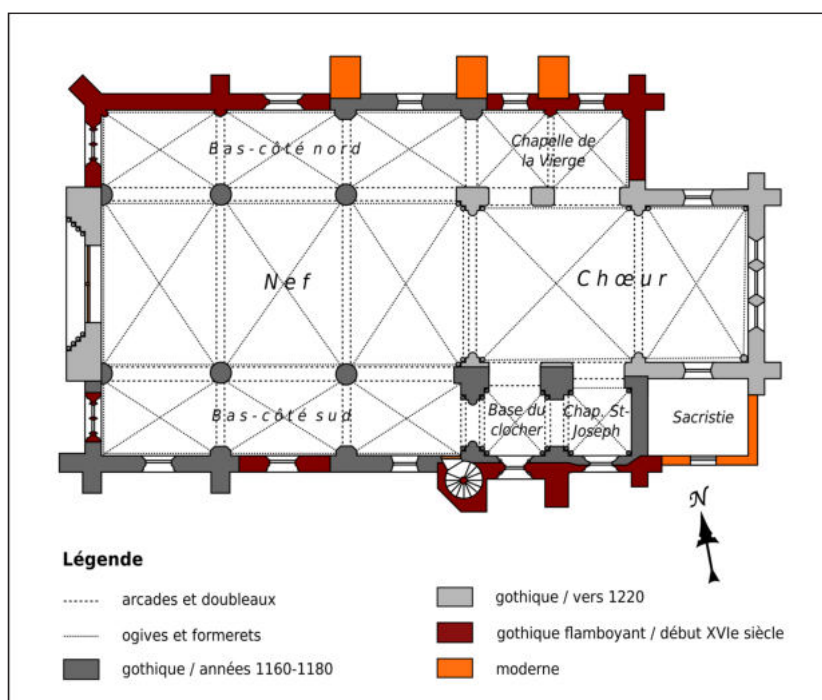 Bas-côté nord
Chapelle de
la Vierge
Nef
Chœur
Bas-côté sud
Base du
clocher
Chap. St-
Joseph
Sacristie
N
Légende
arcades et doubleaux
ogives et formerets
gothique / années 1160-1180
gothique / vers 1220
gothique flamboyant / début XVIe siècle
moderne